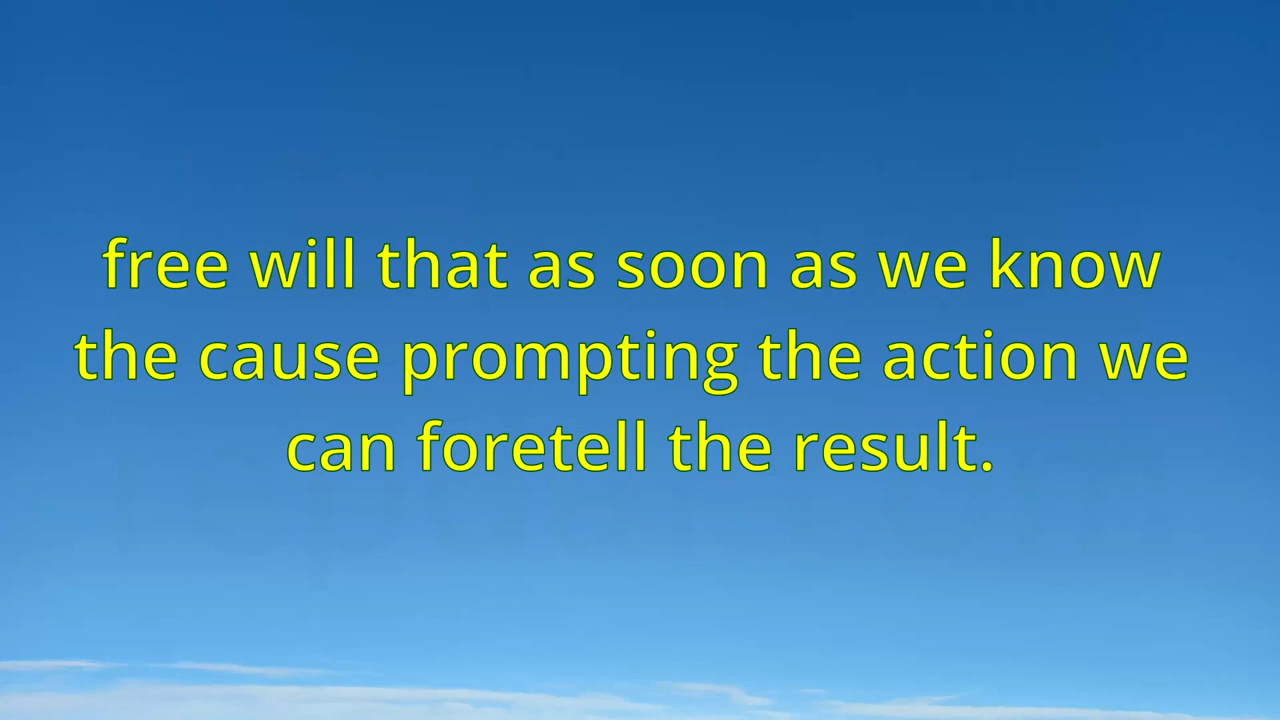 free will that as soon as we know
the cause prompting the action we
can foretell the result.